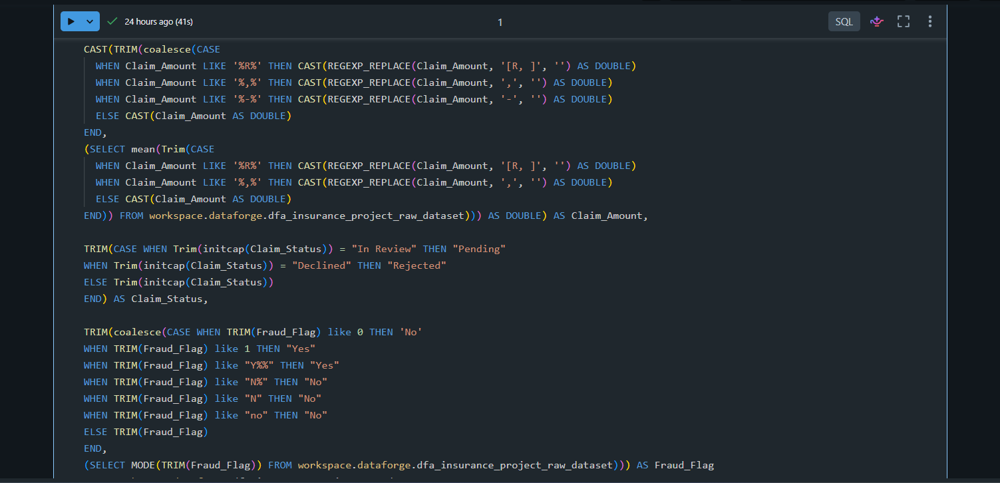 24 hours ago (41s)
1
SQL
CAST(TRIM(coalesce(CASE
WHEN Claim_Amount LIKE '%R%' THEN CAST(REGEXP_REPLACE(Claim_Amount, '[R, ]', '') AS DOUBLE)
WHEN Claim_Amount LIKE '%,%' THEN CAST(REGEXP_REPLACE(Claim_Amount, ',', '') AS DOUBLE)
WHEN Claim_Amount LIKE '%-%' THEN CAST(REGEXP_REPLACE(Claim_Amount, '-', '') AS DOUBLE)
ELSE CAST(Claim_Amount AS DOUBLE)
END,
(SELECT mean(Trim(CASE
WHEN Claim_Amount LIKE '%R%' THEN CAST(REGEXP_REPLACE(Claim_Amount, '[R, ]', '') AS DOUBLE)
WHEN Claim_Amount LIKE '%,%' THEN CAST(REGEXP_REPLACE(Claim_Amount, ',', '') AS DOUBLE)
ELSE CAST(Claim_Amount AS DOUBLE)
END)) FROM workspace.dataforge.dfa_insurance_project_raw_dataset))) AS DOUBLE) AS Claim_Amount,
TRIM(CASE WHEN Trim(initcap(Claim_Status)) = "In Review" THEN "Pending"
WHEN Trim(initcap(Claim_Status)) = "Declined" THEN "Rejected"
ELSE Trim(initcap(Claim_Status))
END) AS Claim_Status,
TRIM(coalesce(CASE WHEN TRIM(Fraud_Flag) like 0 THEN 'No'
WHEN TRIM(Fraud_Flag) like 1 THEN "Yes"
WHEN TRIM(Fraud_Flag) like "Y%%" THEN "Yes"
WHEN TRIM(Fraud_Flag) like "N%" THEN "No"
WHEN TRIM(Fraud_Flag) like "N" THEN "No"
WHEN TRIM(Fraud_Flag) like "no" THEN "No"
ELSE TRIM(Fraud_Flag)
END,
(SELECT MODE(TRIM(Fraud_Flag)) FROM workspace.dataforge.dfa_insurance_project_raw_dataset))) AS Fraud_Flag